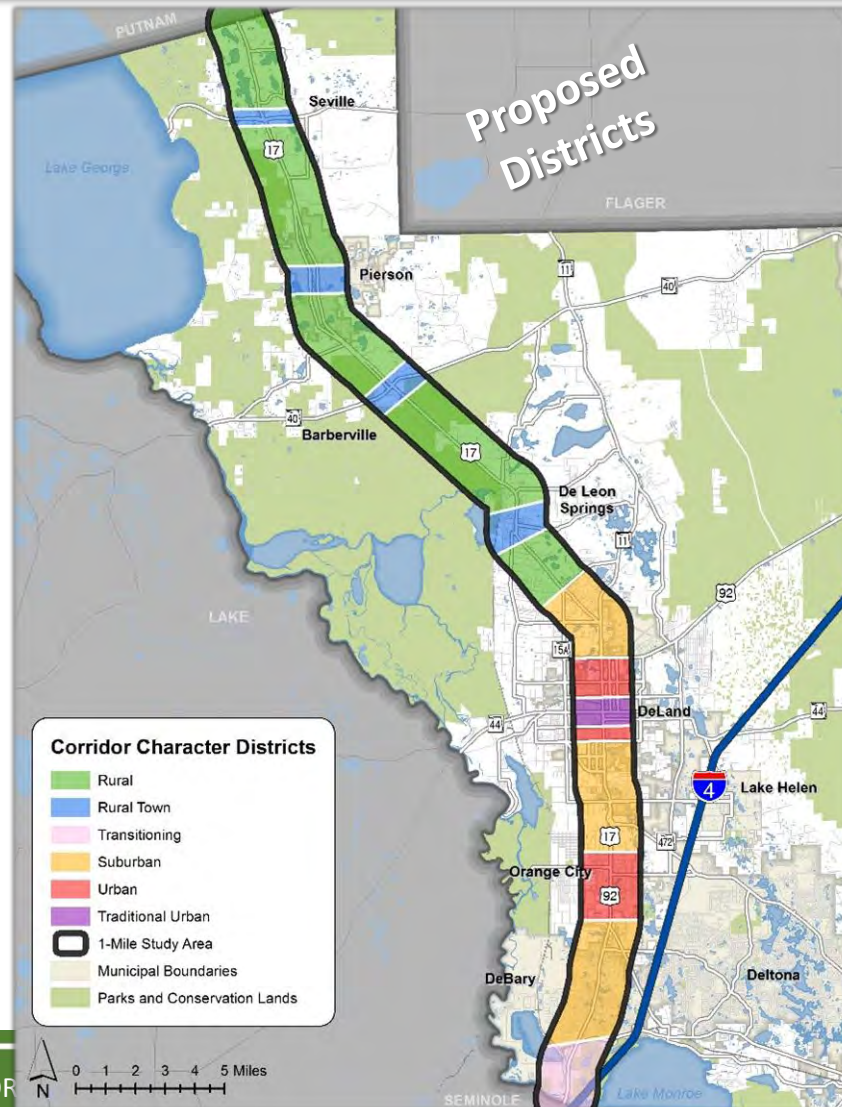 PUTNAM
Proposed
Districts
Seville
17
Lake George
FLAGER
Pierson
11
40
40
Barberville
17
De Leon
Springs
11
92
LAKE
15A
44
DeLand
44
4
Lake Helen
17
472
Orange City
92
DeBary
Deltona
Corridor Character Districts
Rural
Rural Town
Transitioning
Suburban
Urban
Traditional Urban
1-Mile Study Area
Municipal Boundaries
Parks and Conservation Lands
N
0 1 2 3 4 5 Miles
SEMINOLE
Lake Monroe